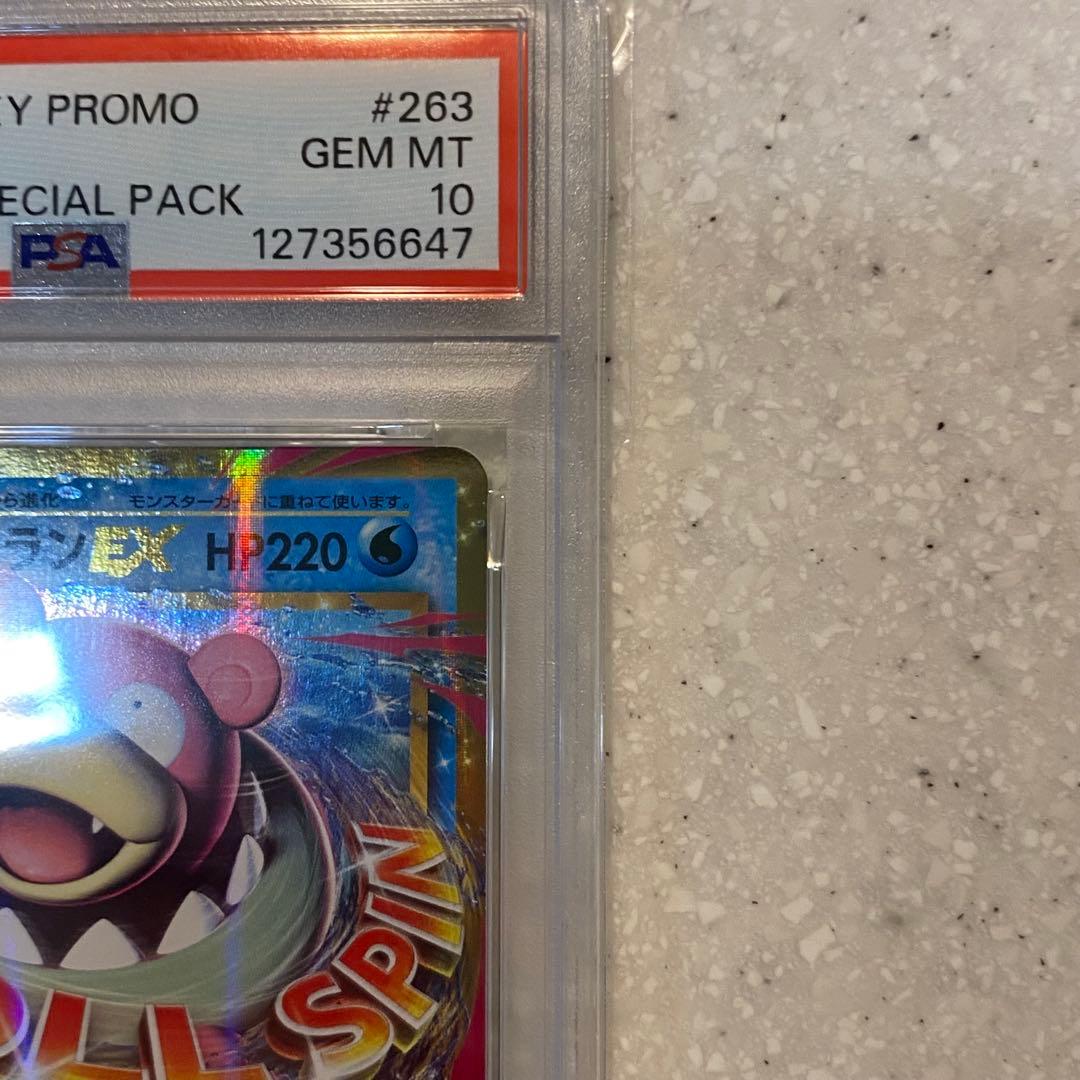 Y PROMO #263
GEM MT
ECIAL PACK 10
PSA 127356647
ら進化 モンスターカードに重ねて使います。
ランEX HP220
SPIN